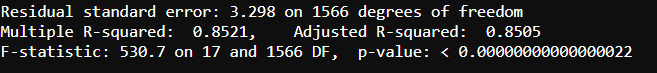 Residual standard error: 3.298 on 1566 degrees of freedom
Multiple R-squared:  0.8521,    Adjusted R-squared:  0.8505
F-statistic: 530.7 on 17 and 1566 DF,  p-value: < 0.00000000000000022